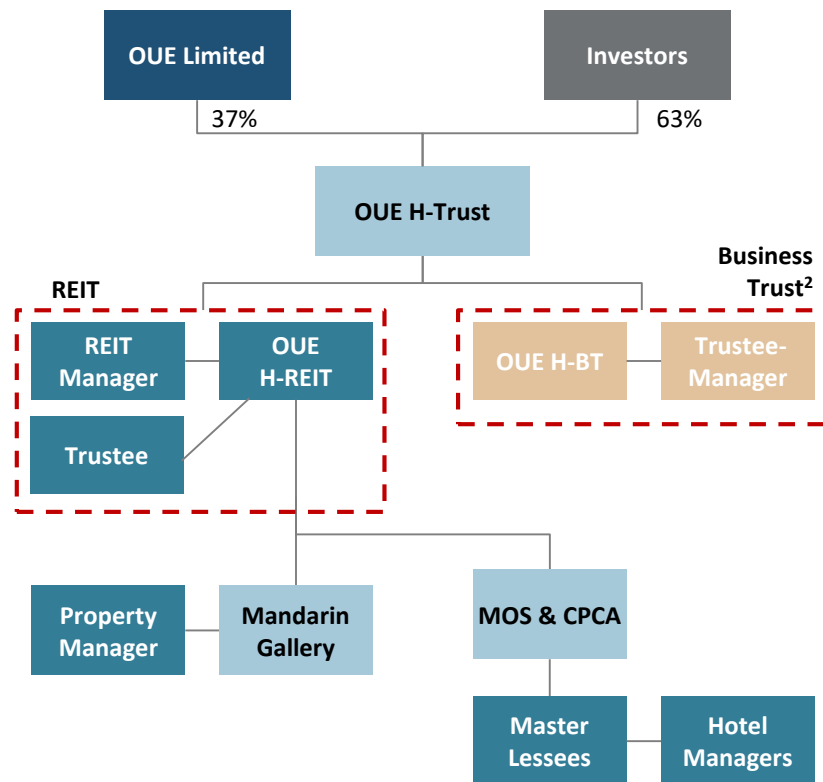 OUE Limited
Investors
37%
63%
OUE H-Trust
REIT
Business
Trust²
REIT
Manager
OUE
H-REIT
OUE H-BT
Trustee-
Manager
Trustee
Property
Manager
Mandarin
Gallery
MOS & CPCA
Master
Lessees
Hotel
Managers